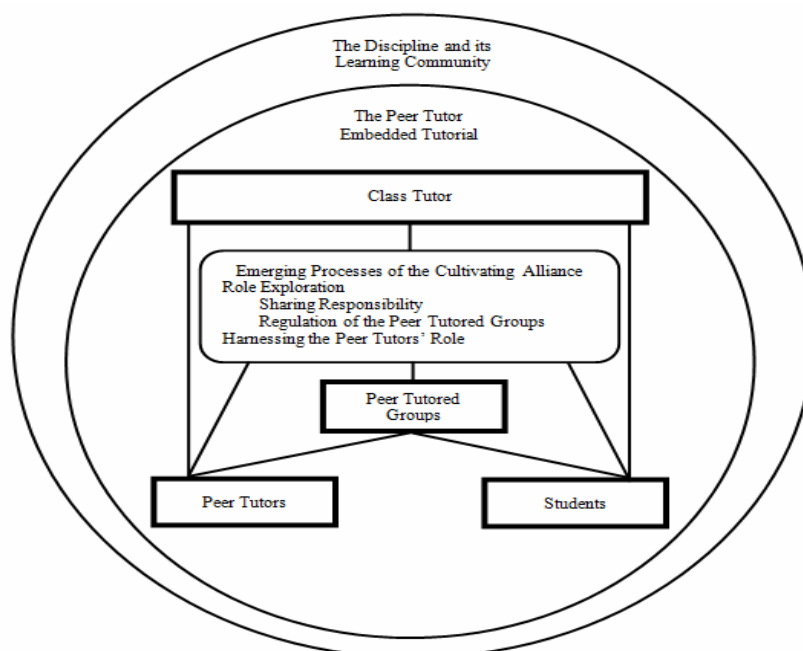 The Discipline and its
Learning Community
The Peer Tutor
Embedded Tutorial
Class Tutor
Emerging Processes of the Cultivating Alliance
Role Exploration
Sharing Responsibility
Regulation of the Peer Tutored Groups
Harnessing the Peer Tutors’ Role
Peer Tutored
Groups
Peer Tutors
Students